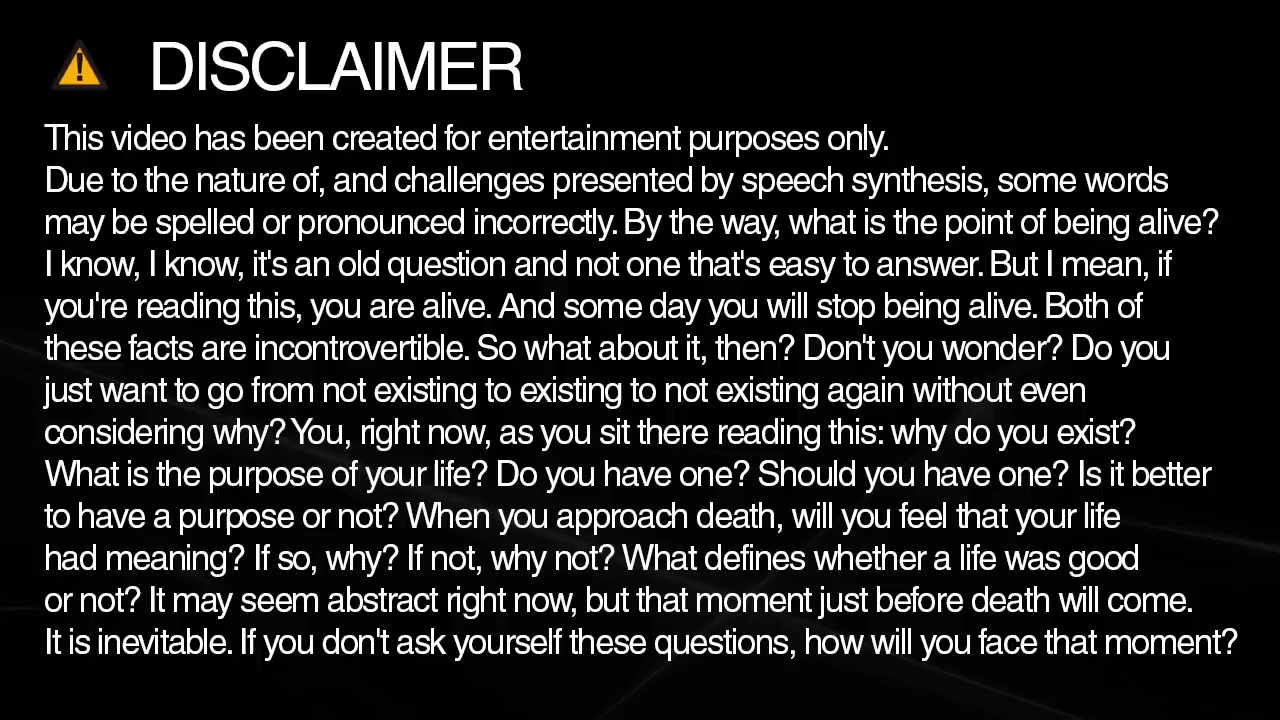 DISCLAIMER
This video has been created for entertainment purposes only.
Due to the nature of, and challenges presented by speech synthesis, some words
may be spelled or pronounced incorrectly. By the way, what is the point of being alive?
I know, I know, it's an old question and not one that's easy to answer. But I mean, if
you're reading this, you are alive. And some day you will stop being alive. Both of
these facts are incontrovertible. So what about it, then? Don't you wonder? Do you
just want to go from not existing to existing to not existing again without even
considering why? You, right now, as you sit there reading this: why do you exist?
What is the purpose of your life? Do you have one? Should you have one? Is it better
to have a purpose or not? When you approach death, will you feel that your life
had meaning? If so, why? If not, why not? What defines whether a life was good
or not? It may seem abstract right now, but that moment just before death will come.
It is inevitable. If you don't ask yourself these questions, how will you face that moment?